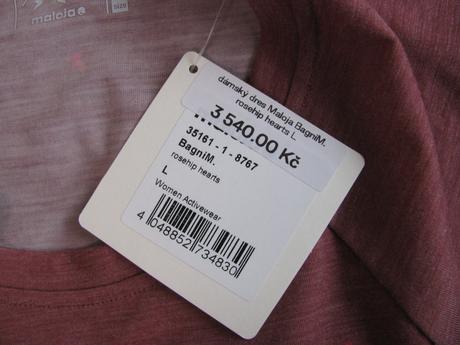 maloja
SIZE
dámský dres Maloja BagniM.
rosehip hearts L
3 540.00 Kč
35161 - 1 - 8767
BagniM.
rosehip hearts
L
Women Activewear
4 048852 734830